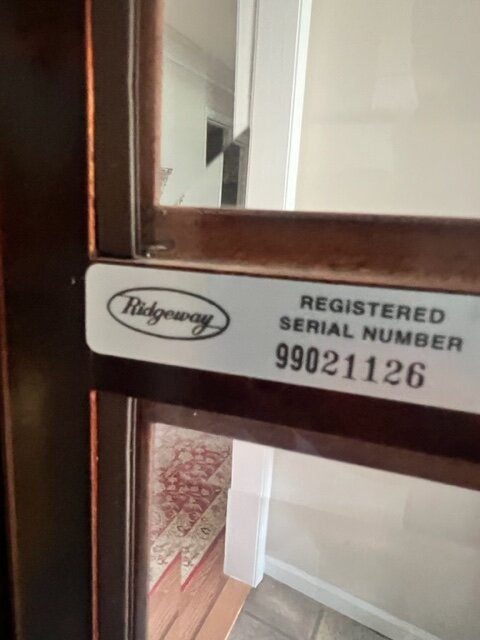 Ridgeway
REGISTERED
SERIAL NUMBER
99021126